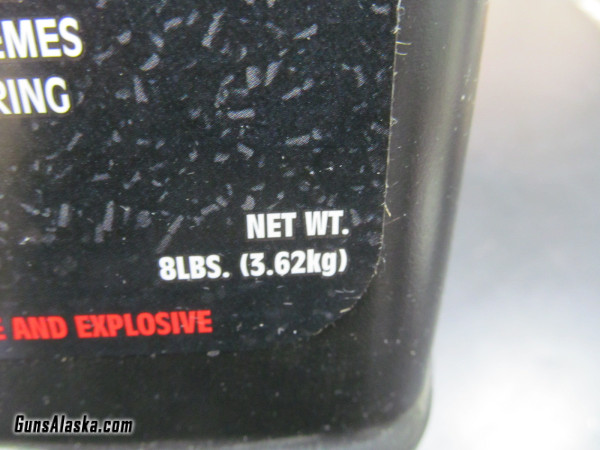 EMES
RING
NET WT.
8LBS. (3.62kg)
E AND EXPLOSIVE
GunsAlaska.com